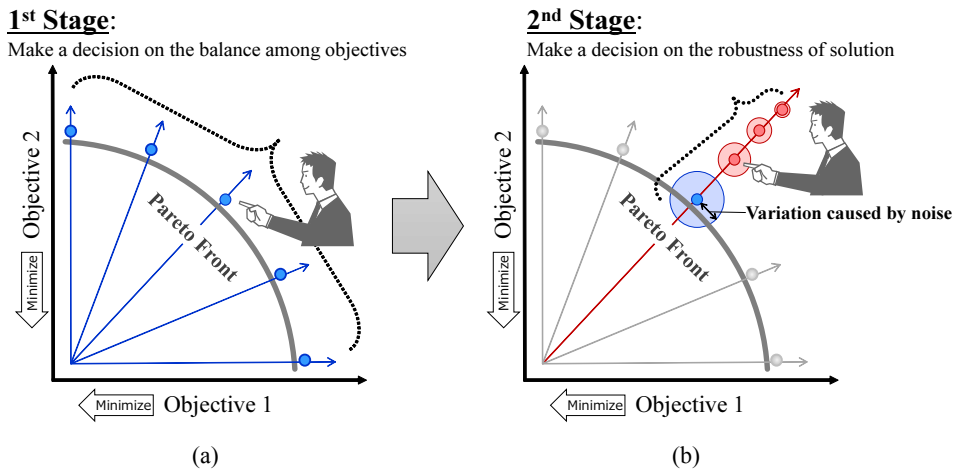 1st Stage:
Make a decision on the balance among objectives
Objective 2
Minimize
Pareto Front
Minimize
Objective 1
(a)
2nd Stage:
Make a decision on the robustness of solution
Objective 2
Minimize
Pareto Front
Variation caused by noise
Minimize
Objective 1
(b)